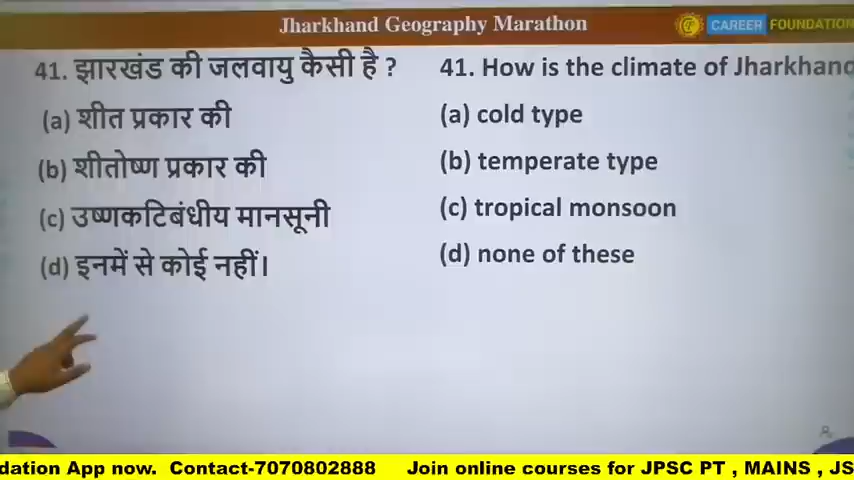 Jharkhand Geography Marathon
CAREER FOUNDATION
41. झारखंड की जलवायु कैसी है ?
(a) शीत प्रकार की
(b) शीतोष्ण प्रकार की
(c) उष्णकटिबंधीय मानसूनी
(d) इनमें से कोई नहीं।
41. How is the climate of Jharkhand
(a) cold type
(b) temperate type
(c) tropical monsoon
(d) none of these
dation App now. Contact-7070802888 Join online courses for JPSC PT , MAINS , JS